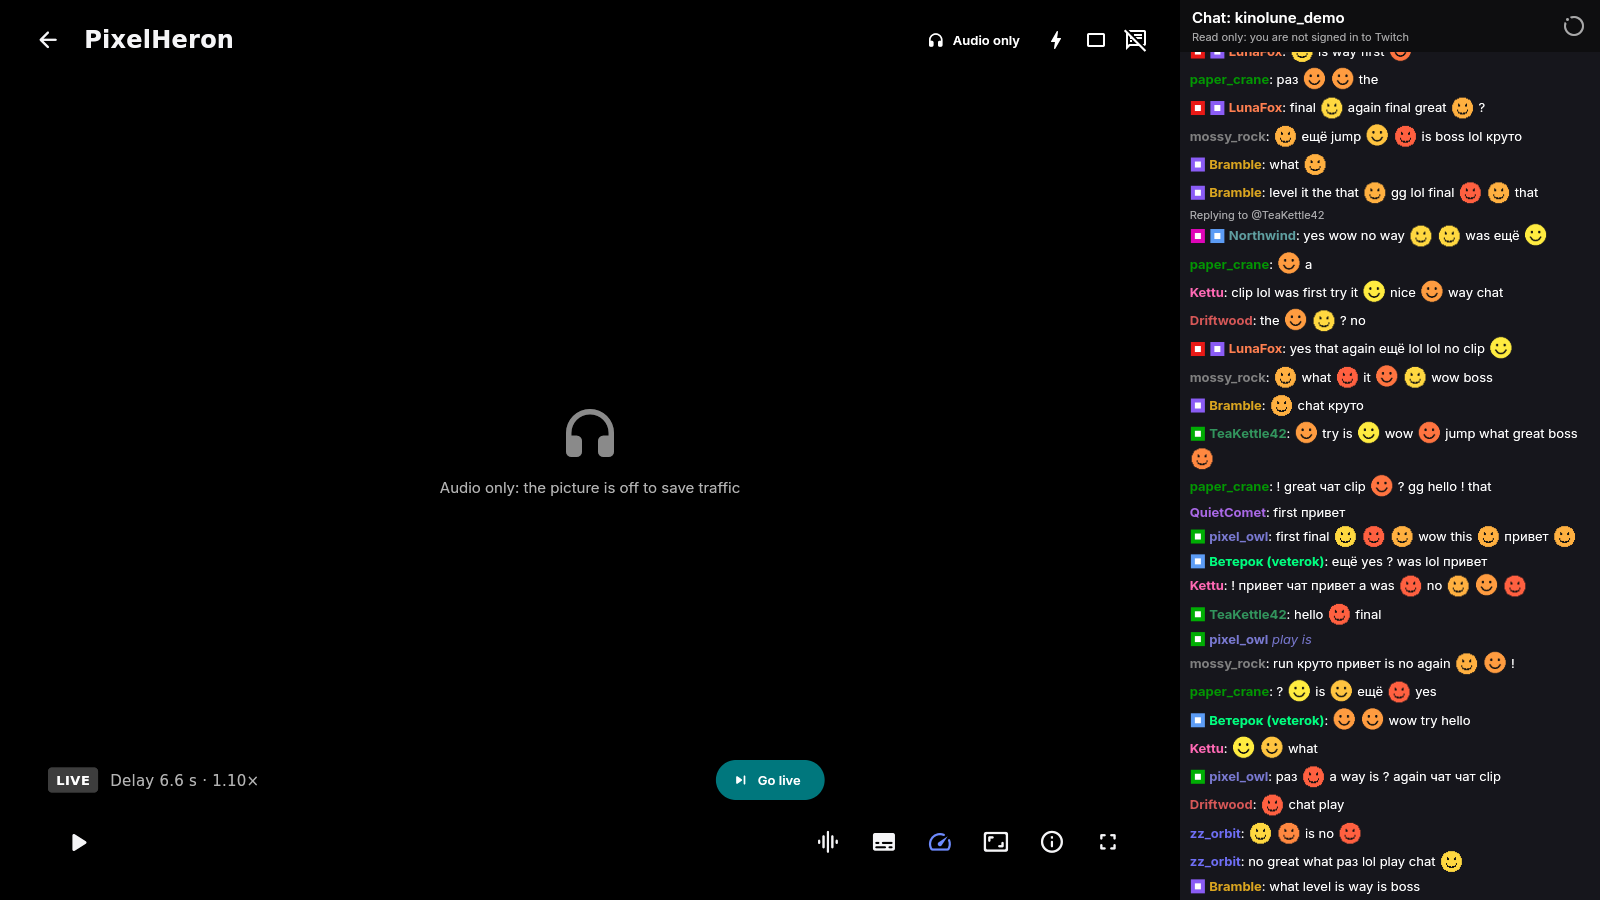 PixelHeron
Audio only
Chat: kinolune_demo
Read only: you are not signed in to Twitch
LunaFox: is way first
paper_crane: раз the
LunaFox: final again final great ?
mossy_rock: ещё jump is boss lol круто
Bramble: what
Bramble: level it the that gg lol final that
Replying to @TeaKettle42
Northwind: yes wow no way was ещё
paper_crane: a
Kettu: clip lol was first try it nice way chat
Driftwood: the ? no
LunaFox: yes that again ещё lol lol no clip
mossy_rock: what it wow boss
Bramble: chat круто
TeaKettle42: try is wow jump what great boss
paper_crane: ! great чат clip ? gg hello ! that
QuietComet: first привет
pixel_owl: first final wow this привет
Ветерок (veterok): ещё yes ? was lol привет
Kettu: ! привет чат привет a was no
TeaKettle42: hello final
pixel_owl play is
mossy_rock: run круто привет is no again !
paper_crane: ? is ещё yes
Ветерок (veterok): wow try hello
Kettu: what
pixel_owl: раз a way is ? again чат чат clip
Driftwood: chat play
zz_orbit: is no
zz_orbit: no great what раз lol play chat
Bramble: what level is way is boss
Audio only: the picture is off to save traffic
LIVE Delay 6.6 s · 1.10×
Go live